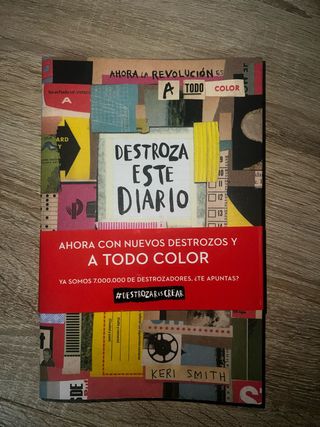 AHORA LA REVOLUCIÓN ES
A TODO COLOR
A
DESTROZA
ESTE
DIARIO
AHORA CON NUEVOS DESTROZOS Y
A TODO COLOR
YA SOMOS 7.000.000 DE DESTROZADORES, ¿TE APUNTAS?
#DESTROZARESCREAR
KERI SMITH